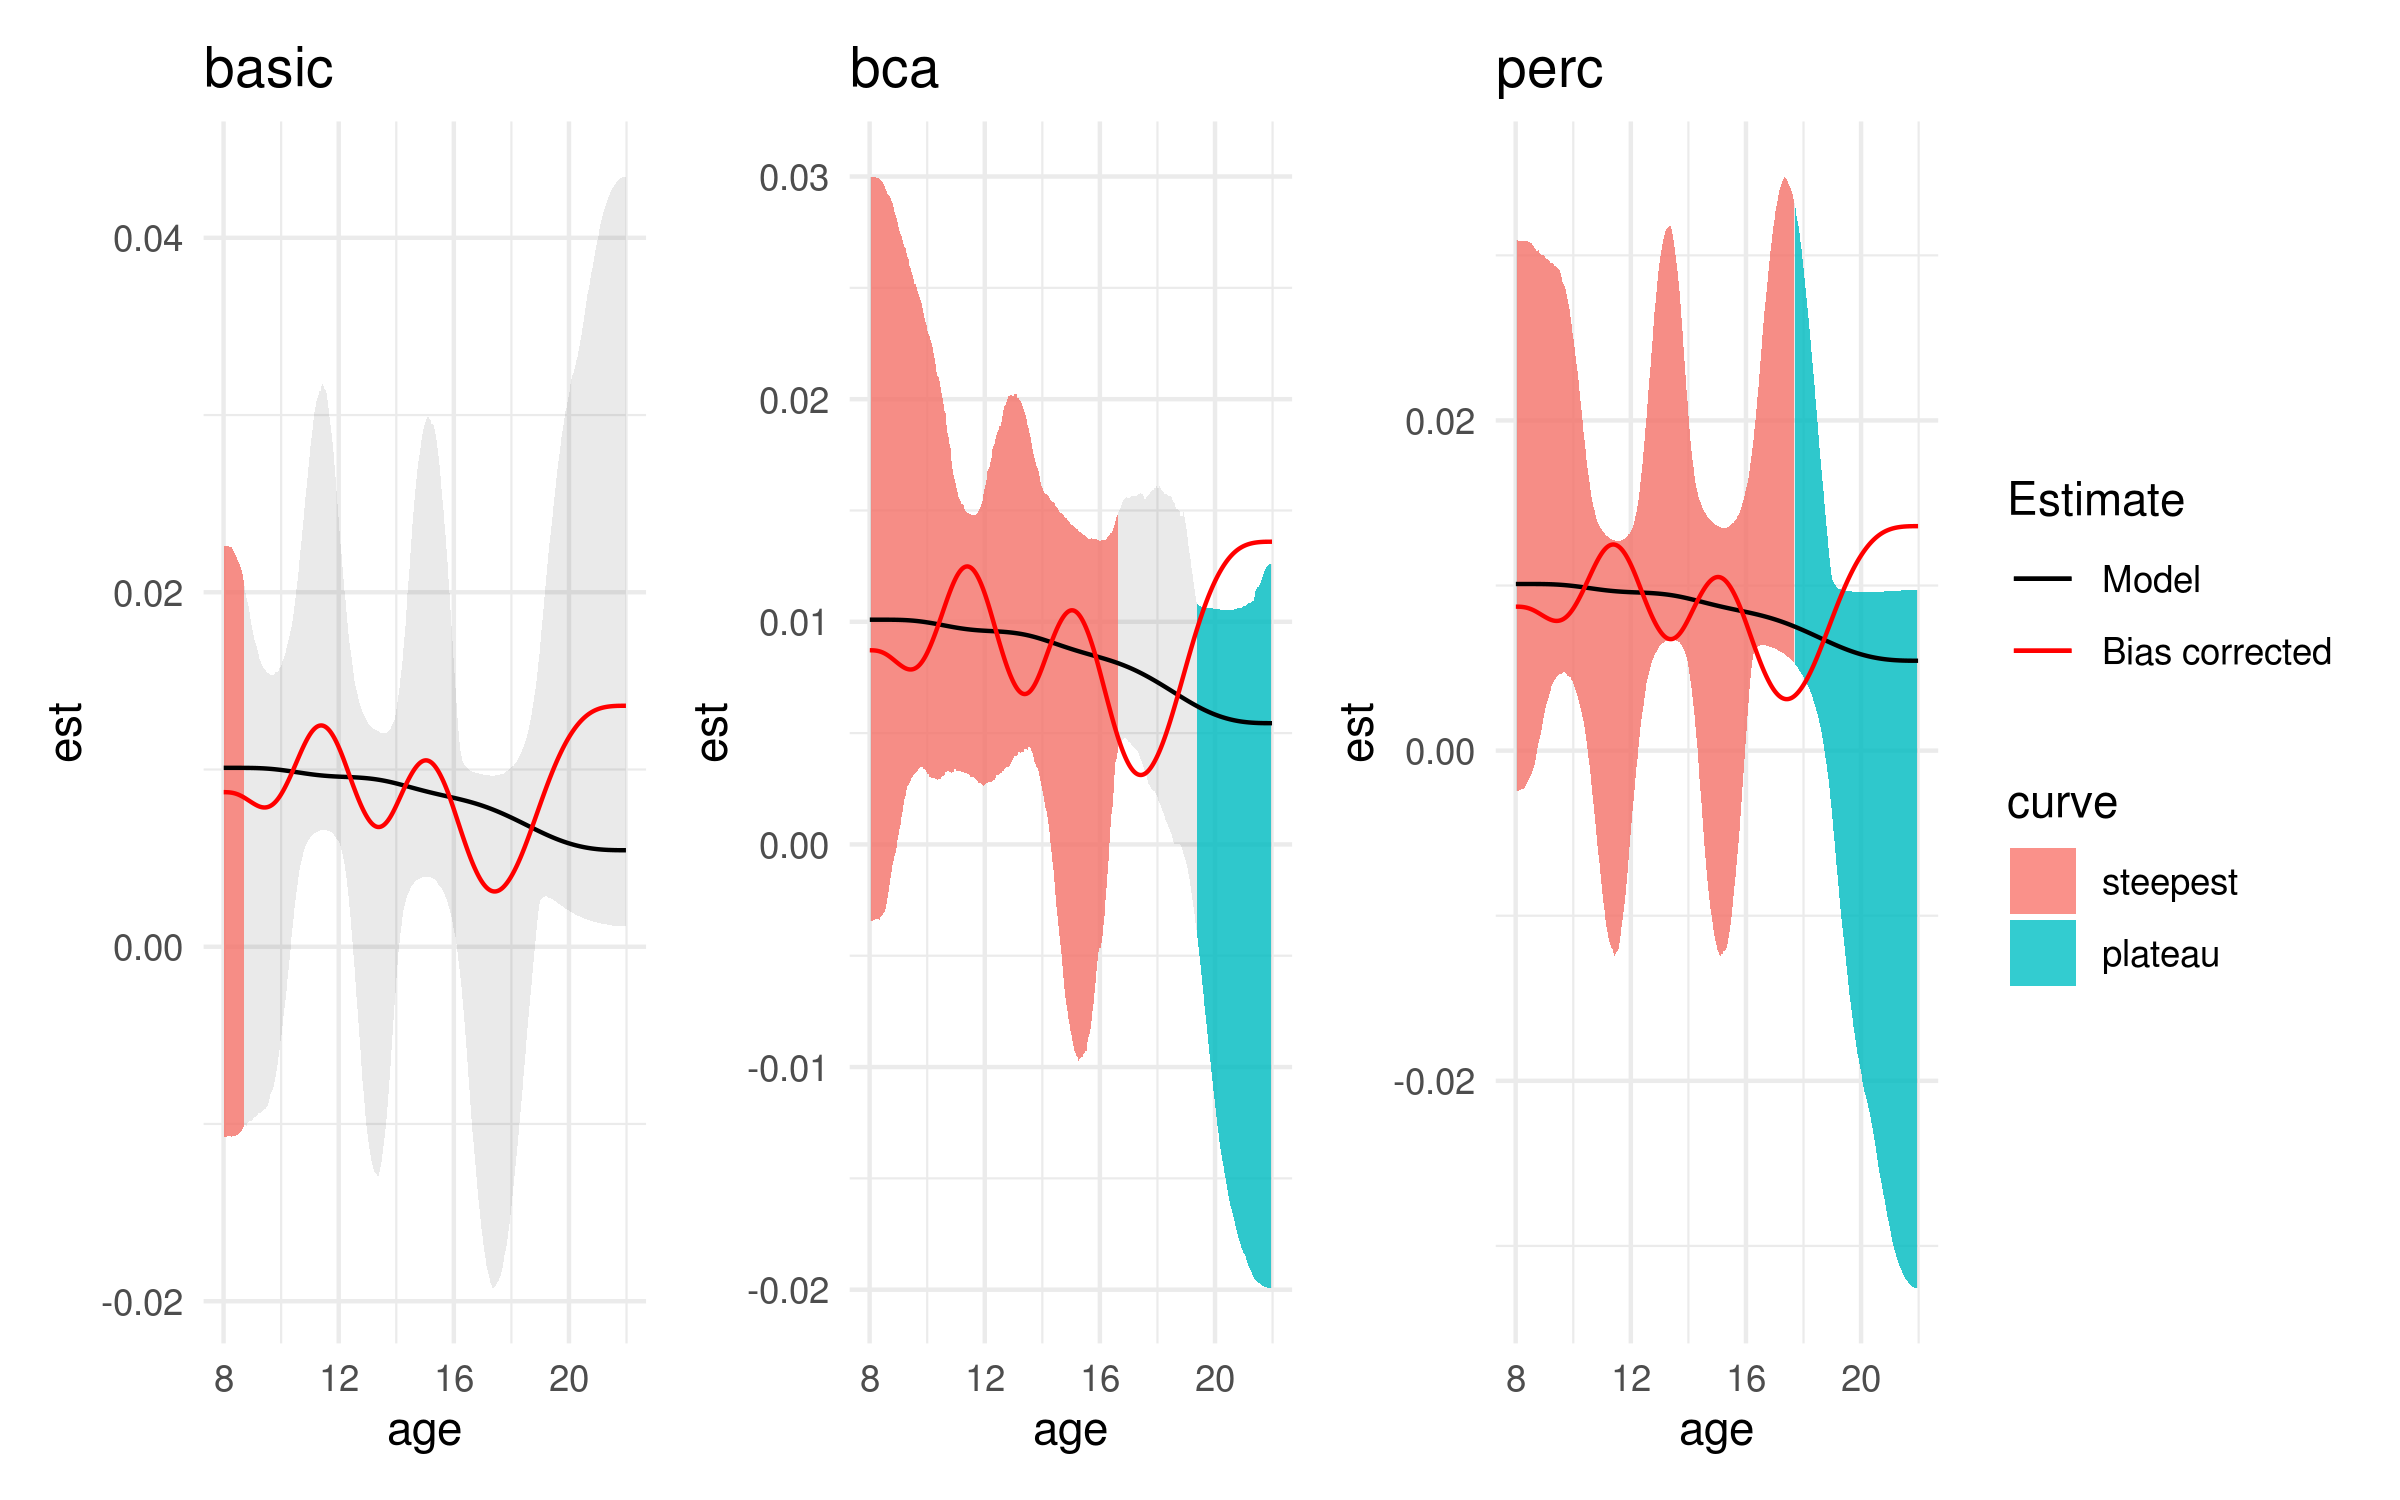 basic
bca
perc
0.04
0.02
0.00
-0.02
est
8
12
16
20
age
0.03
0.02
0.01
0.00
-0.01
-0.02
est
8
12
16
20
age
0.02
0.00
-0.02
est
8
12
16
20
age
Estimate
Model
Bias corrected
curve
steepest
plateau